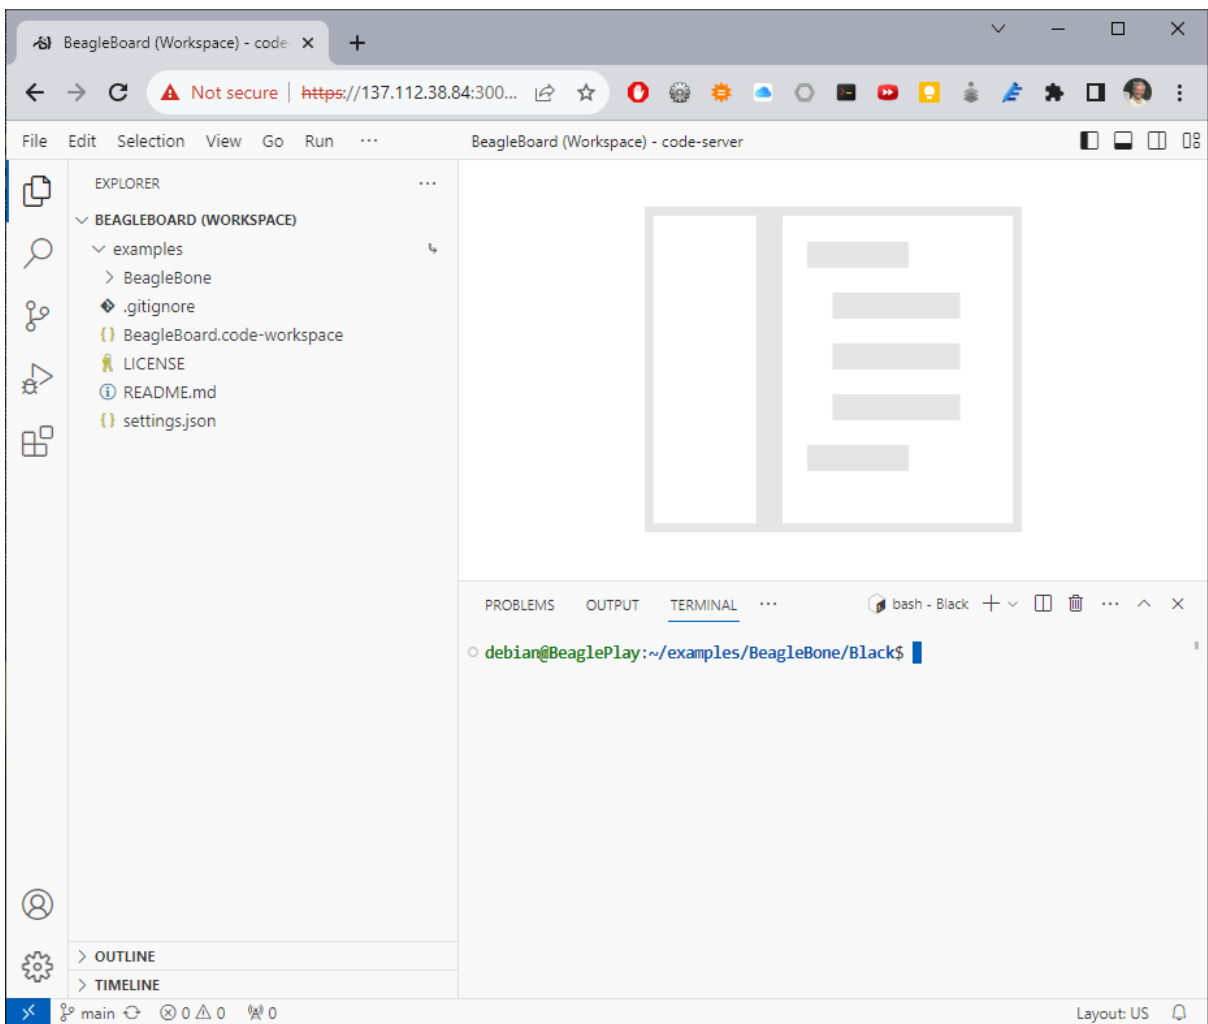 BeagleBoard (Workspace) - code
Not secure | https://137.112.38.84:300...
File Edit Selection View Go Run ··· BeagleBoard (Workspace) - code-server
EXPLORER
BEAGLEBOARD (WORKSPACE)
examples
BeagleBone
.gitignore
{} BeagleBoard.code-workspace
LICENSE
README.md
{} settings.json
PROBLEMS OUTPUT TERMINAL ··· bash - Black
debian@BeaglePlay:~/examples/BeagleBone/Black$
OUTLINE
TIMELINE
main 0 0 0 Layout: US